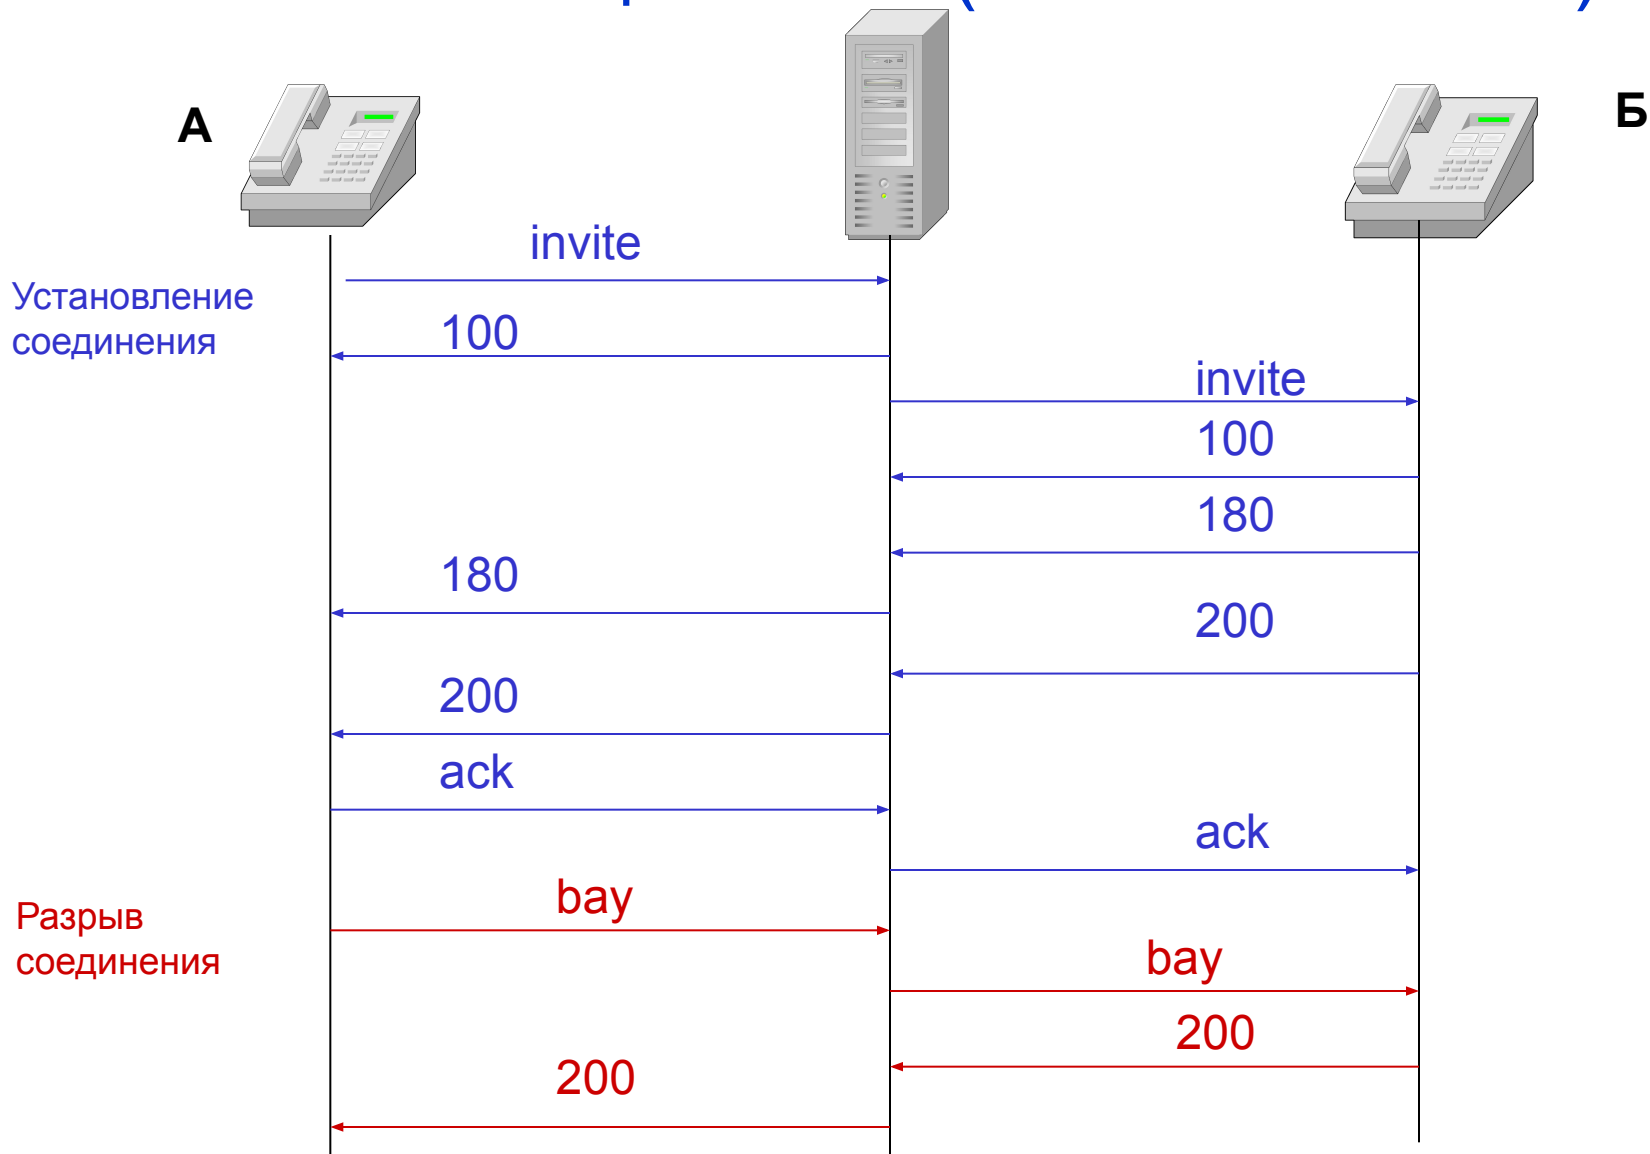 А
Б
invite
Установление
соединения
100
invite
100
180
180
200
200
ack
ack
bay
Разрыв
соединения
bay
200
200